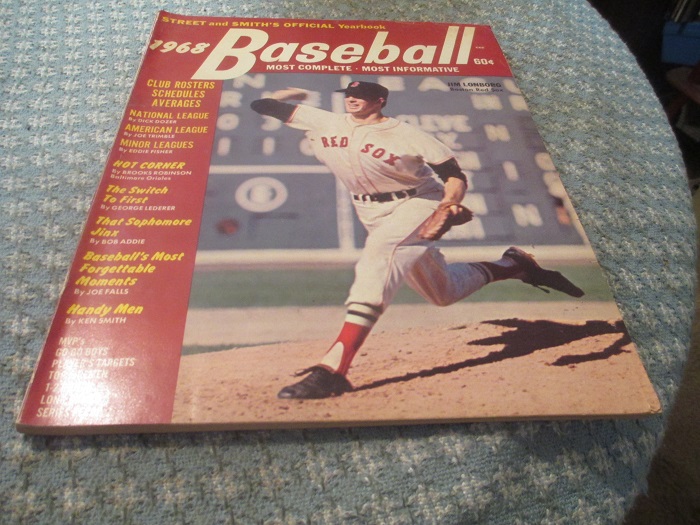 STREET and SMITH'S OFFICIAL Yearbook
1968 Baseball
60¢
MOST COMPLETE · MOST INFORMATIVE
JIM LONBORG
Boston Red Sox
CLUB ROSTERS
SCHEDULES
AVERAGES
NATIONAL LEAGUE
By DICK DOZER
AMERICAN LEAGUE
By JOE TRIMBLE
MINOR LEAGUES
By EDDIE FISHER
HOT CORNER
By BROOKS ROBINSON
Baltimore Orioles
The Switch
To First
By GEORGE LEDERER
That Sophomore
Jinx
By BOB ADDIE
Baseball's Most
Forgettable
Moments
By JOE FALLS
Handy Men
By KEN SMITH
MVP's
GO-GO BOYS
TARGETS
SERIES
RED SOX